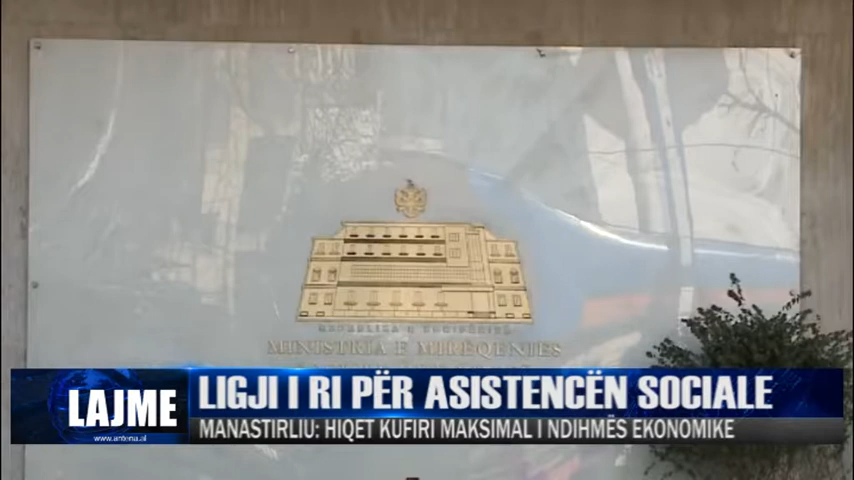 REPUBLIKA E SHQIPËRISË
MINISTRIA E MIRËQENIES
LAJME
www.antena.al
LIGJI I RI PËR ASISTENCËN SOCIALE
MANASTIRLIU: HIQET KUFIRI MAKSIMAL I NDIHMËS EKONOMIKE